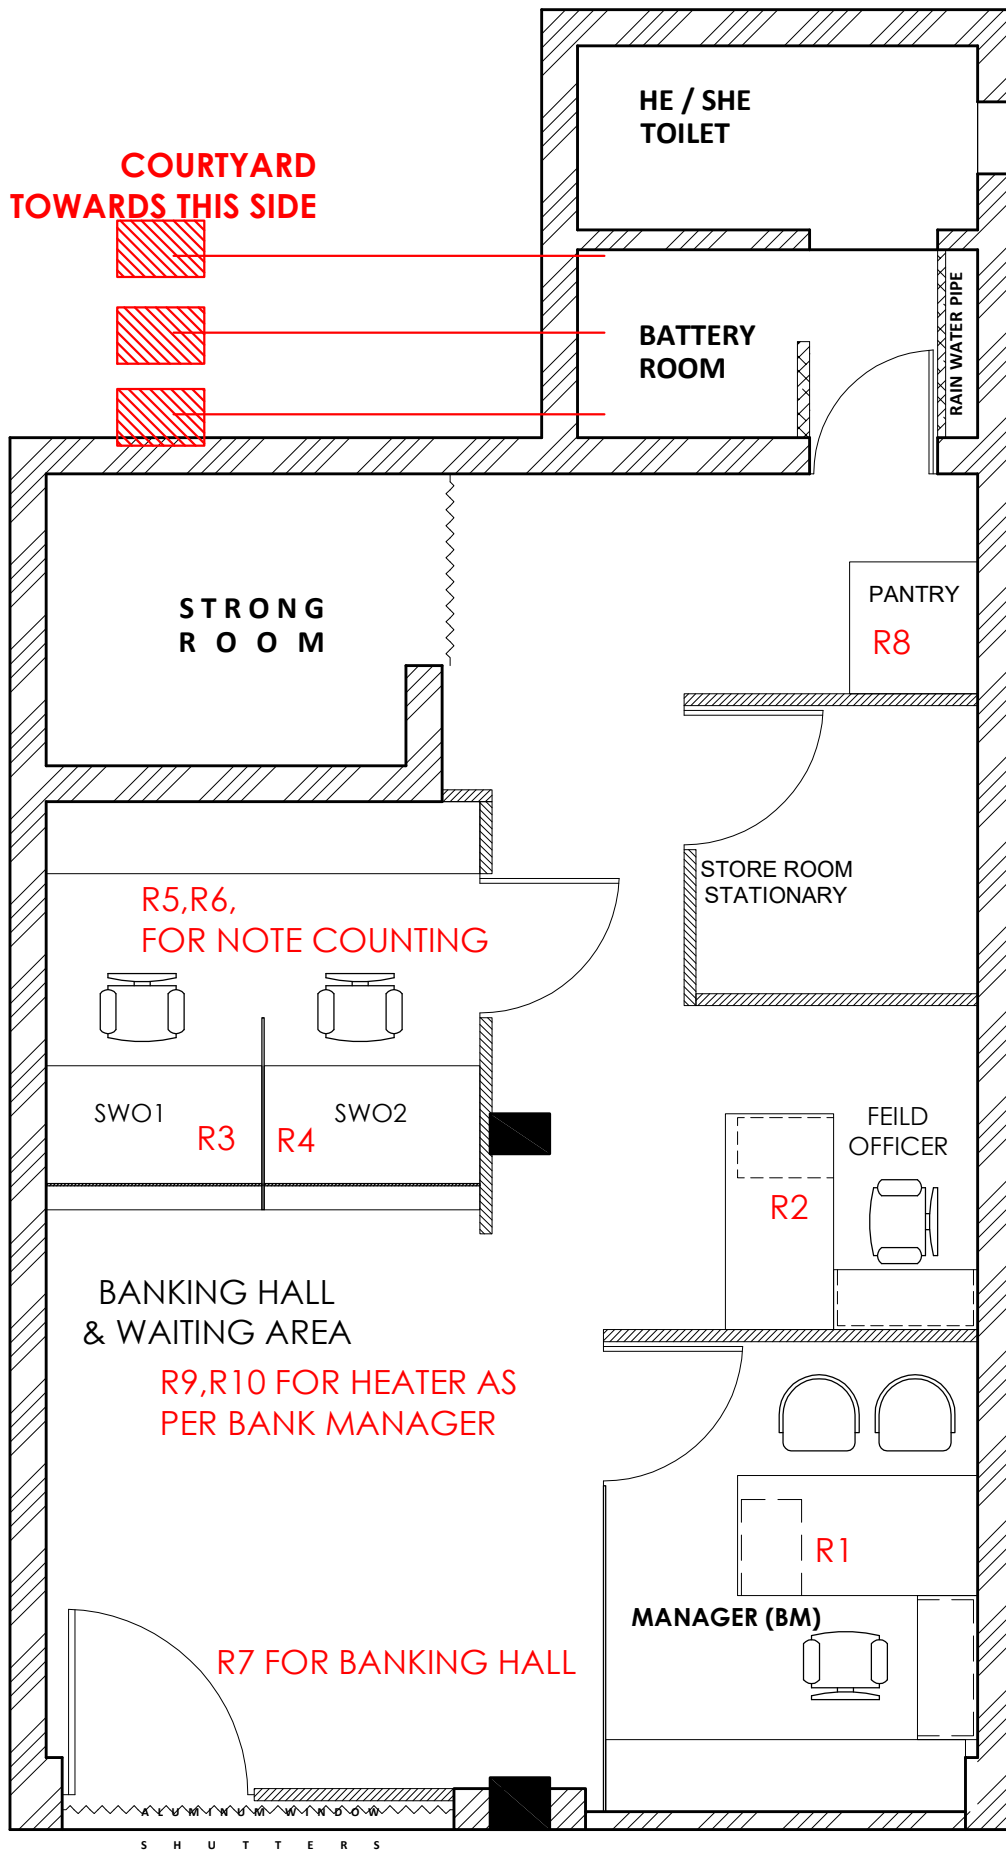 HE / SHE
TOILET
COURTYARD
TOWARDS THIS SIDE
RAIN WATER PIPE
BATTERY
ROOM
STRONG
ROOM
PANTRY
R8
STORE ROOM
STATIONARY
R5,R6,
FOR NOTE COUNTING
SWO1
R3
R4
SWO2
FEILD
OFFICER
R2
BANKING HALL
& WAITING AREA
R9,R10 FOR HEATER AS
PER BANK MANAGER
R1
MANAGER (BM)
R7 FOR BANKING HALL
ALUMINUM WINDOW
SHUTTERS